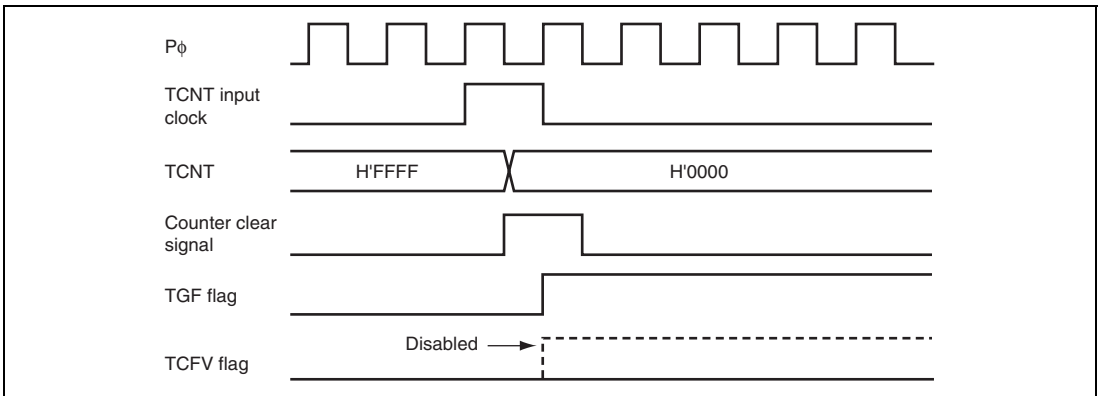 Pϕ
TCNT input
clock
TCNT
H'FFFF
H'0000
Counter clear
signal
TGF flag
Disabled
TCFV flag